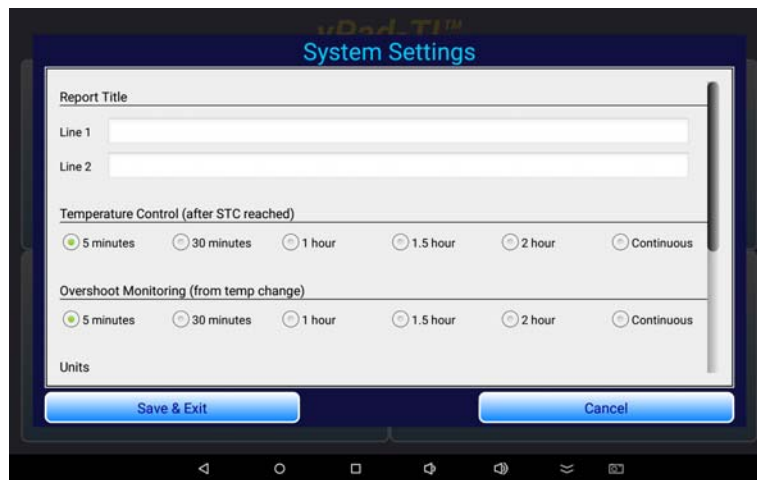 vPad-TI™
System Settings
Report Title
Line 1
Line 2
Temperature Control (after STC reached)
5 minutes 30 minutes 1 hour 1.5 hour 2 hour Continuous
Overshoot Monitoring (from temp change)
5 minutes 30 minutes 1 hour 1.5 hour 2 hour Continuous
Units
Save & Exit Cancel